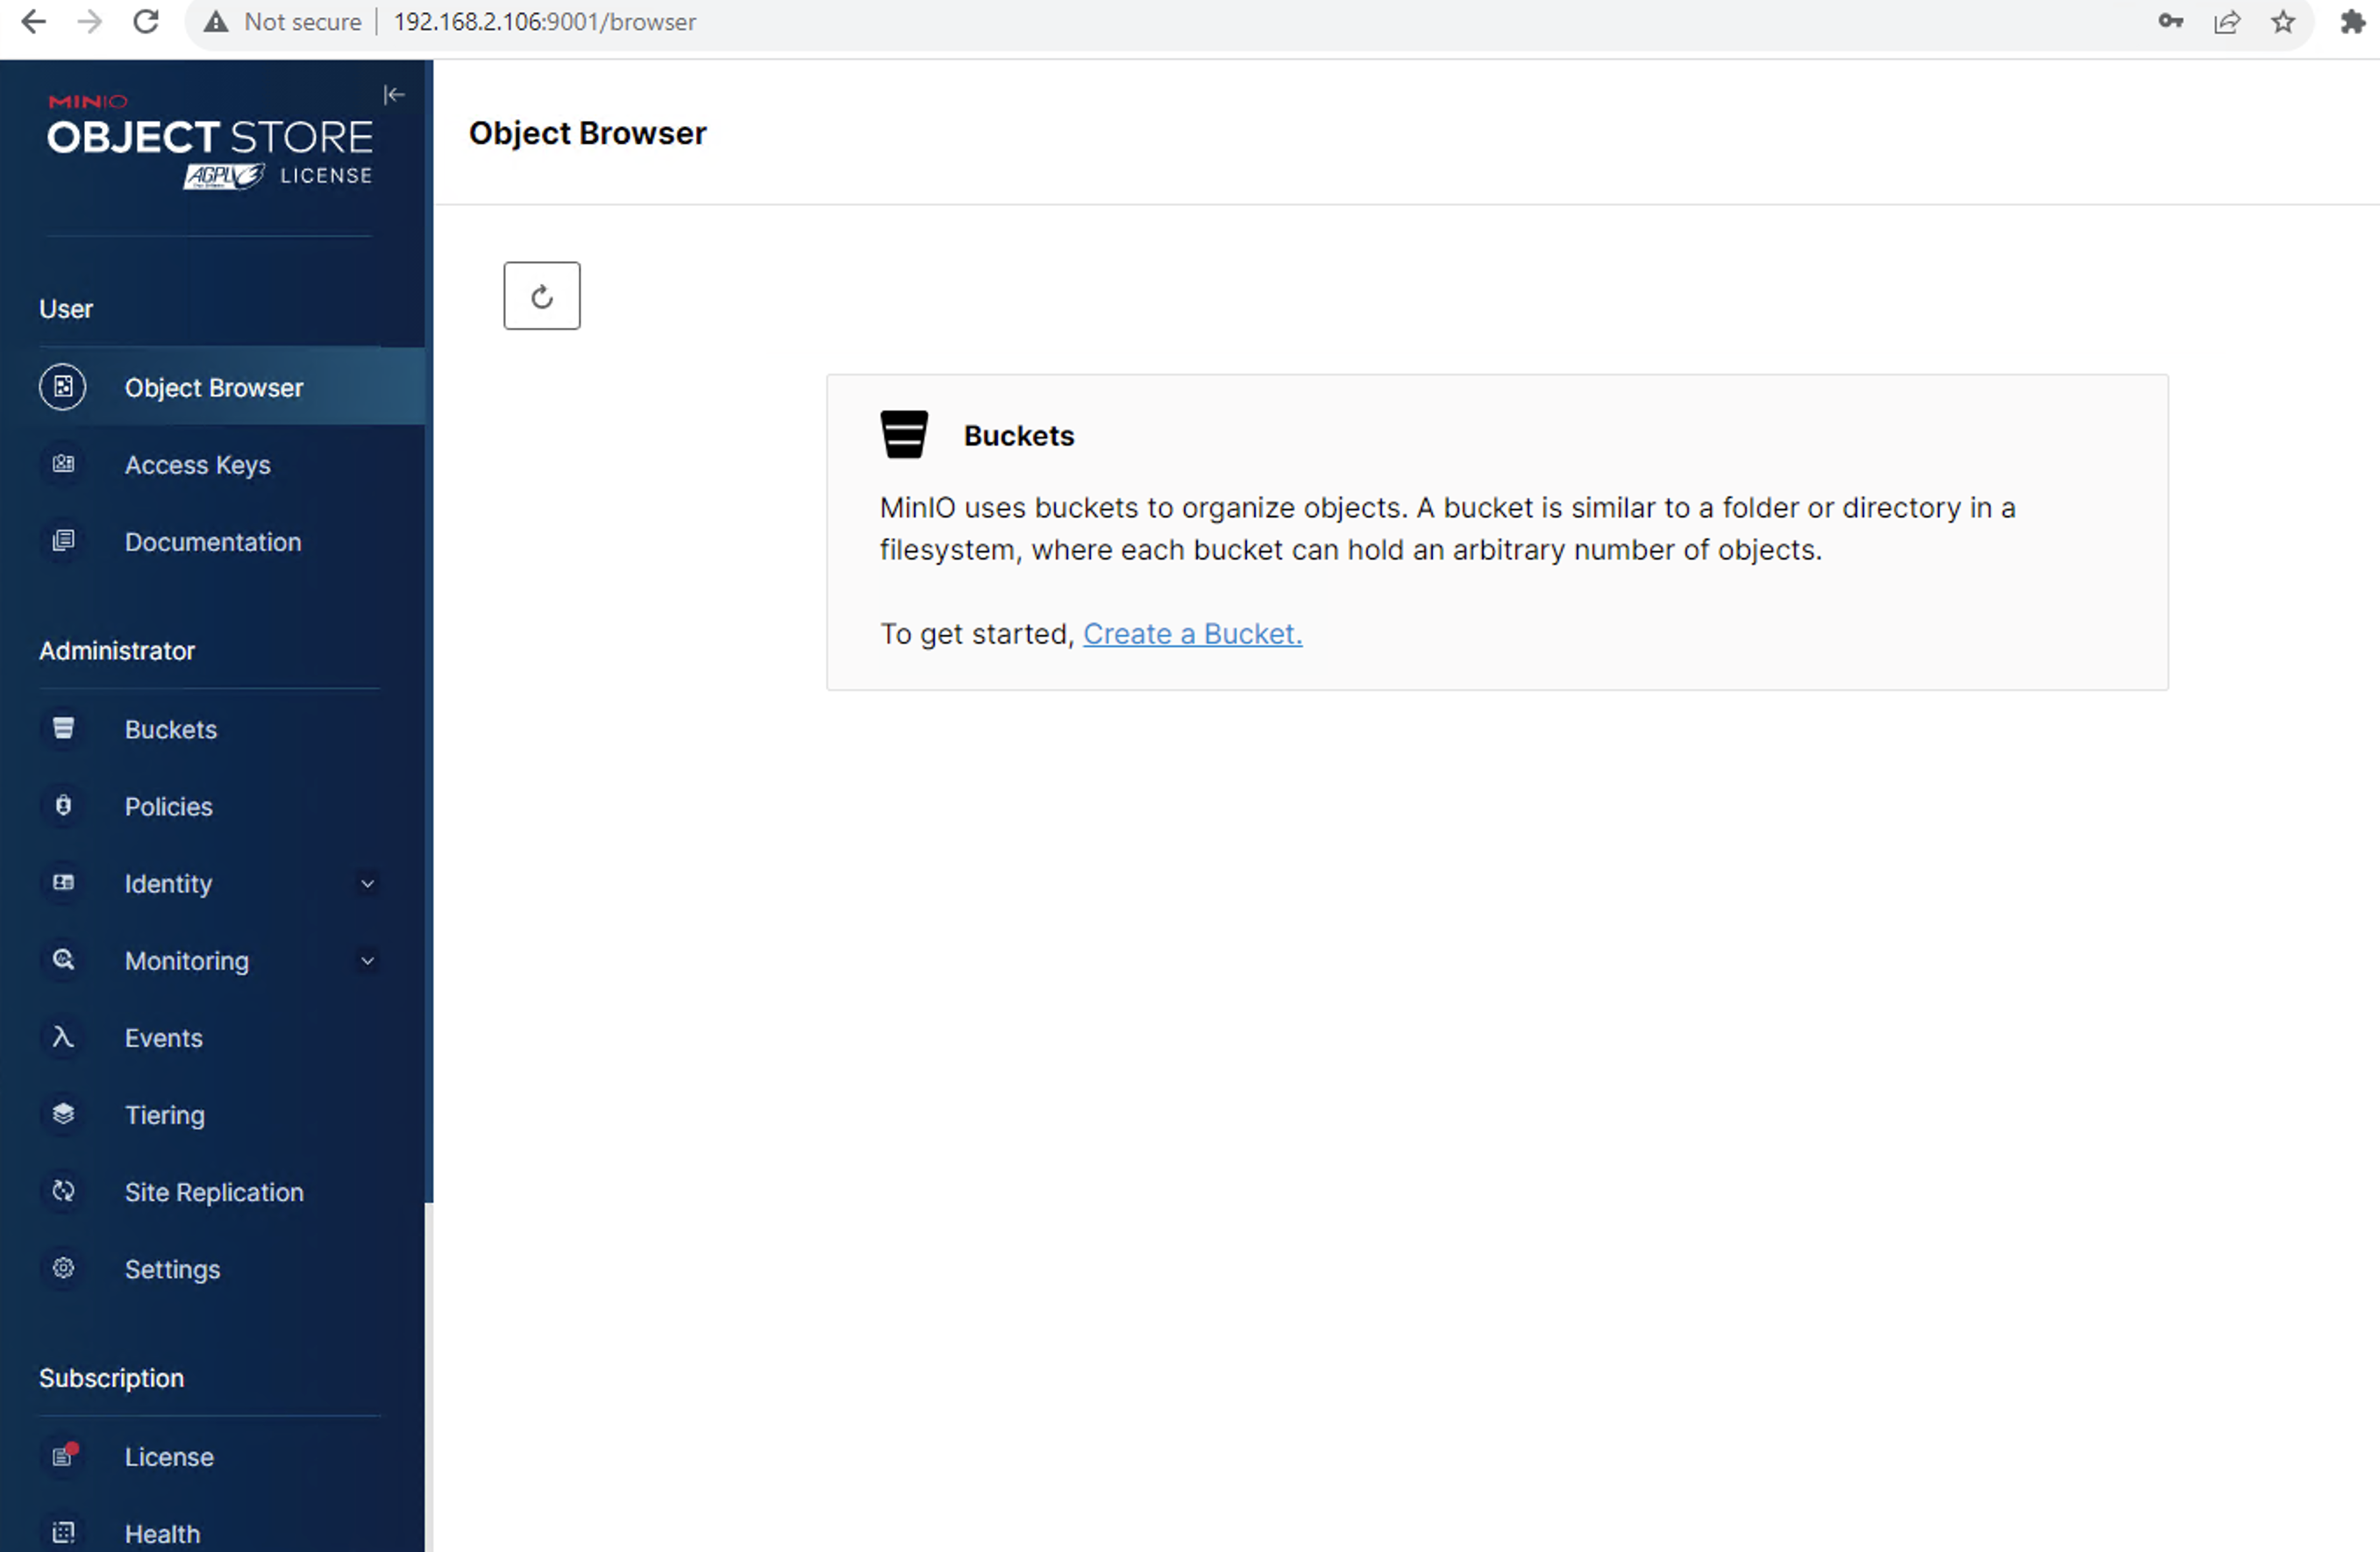 Not secure 192.168.2.106:9001/browser
MINIO
OBJECT STORE
AGPLv3 LICENSE
Object Browser
User
Object Browser
Access Keys
Documentation
Administrator
Buckets
Policies
Identity
Monitoring
Events
Tiering
Site Replication
Settings
Subscription
License
Health
Buckets
MinIO uses buckets to organize objects. A bucket is similar to a folder or directory in a
filesystem, where each bucket can hold an arbitrary number of objects.
To get started, Create a Bucket.